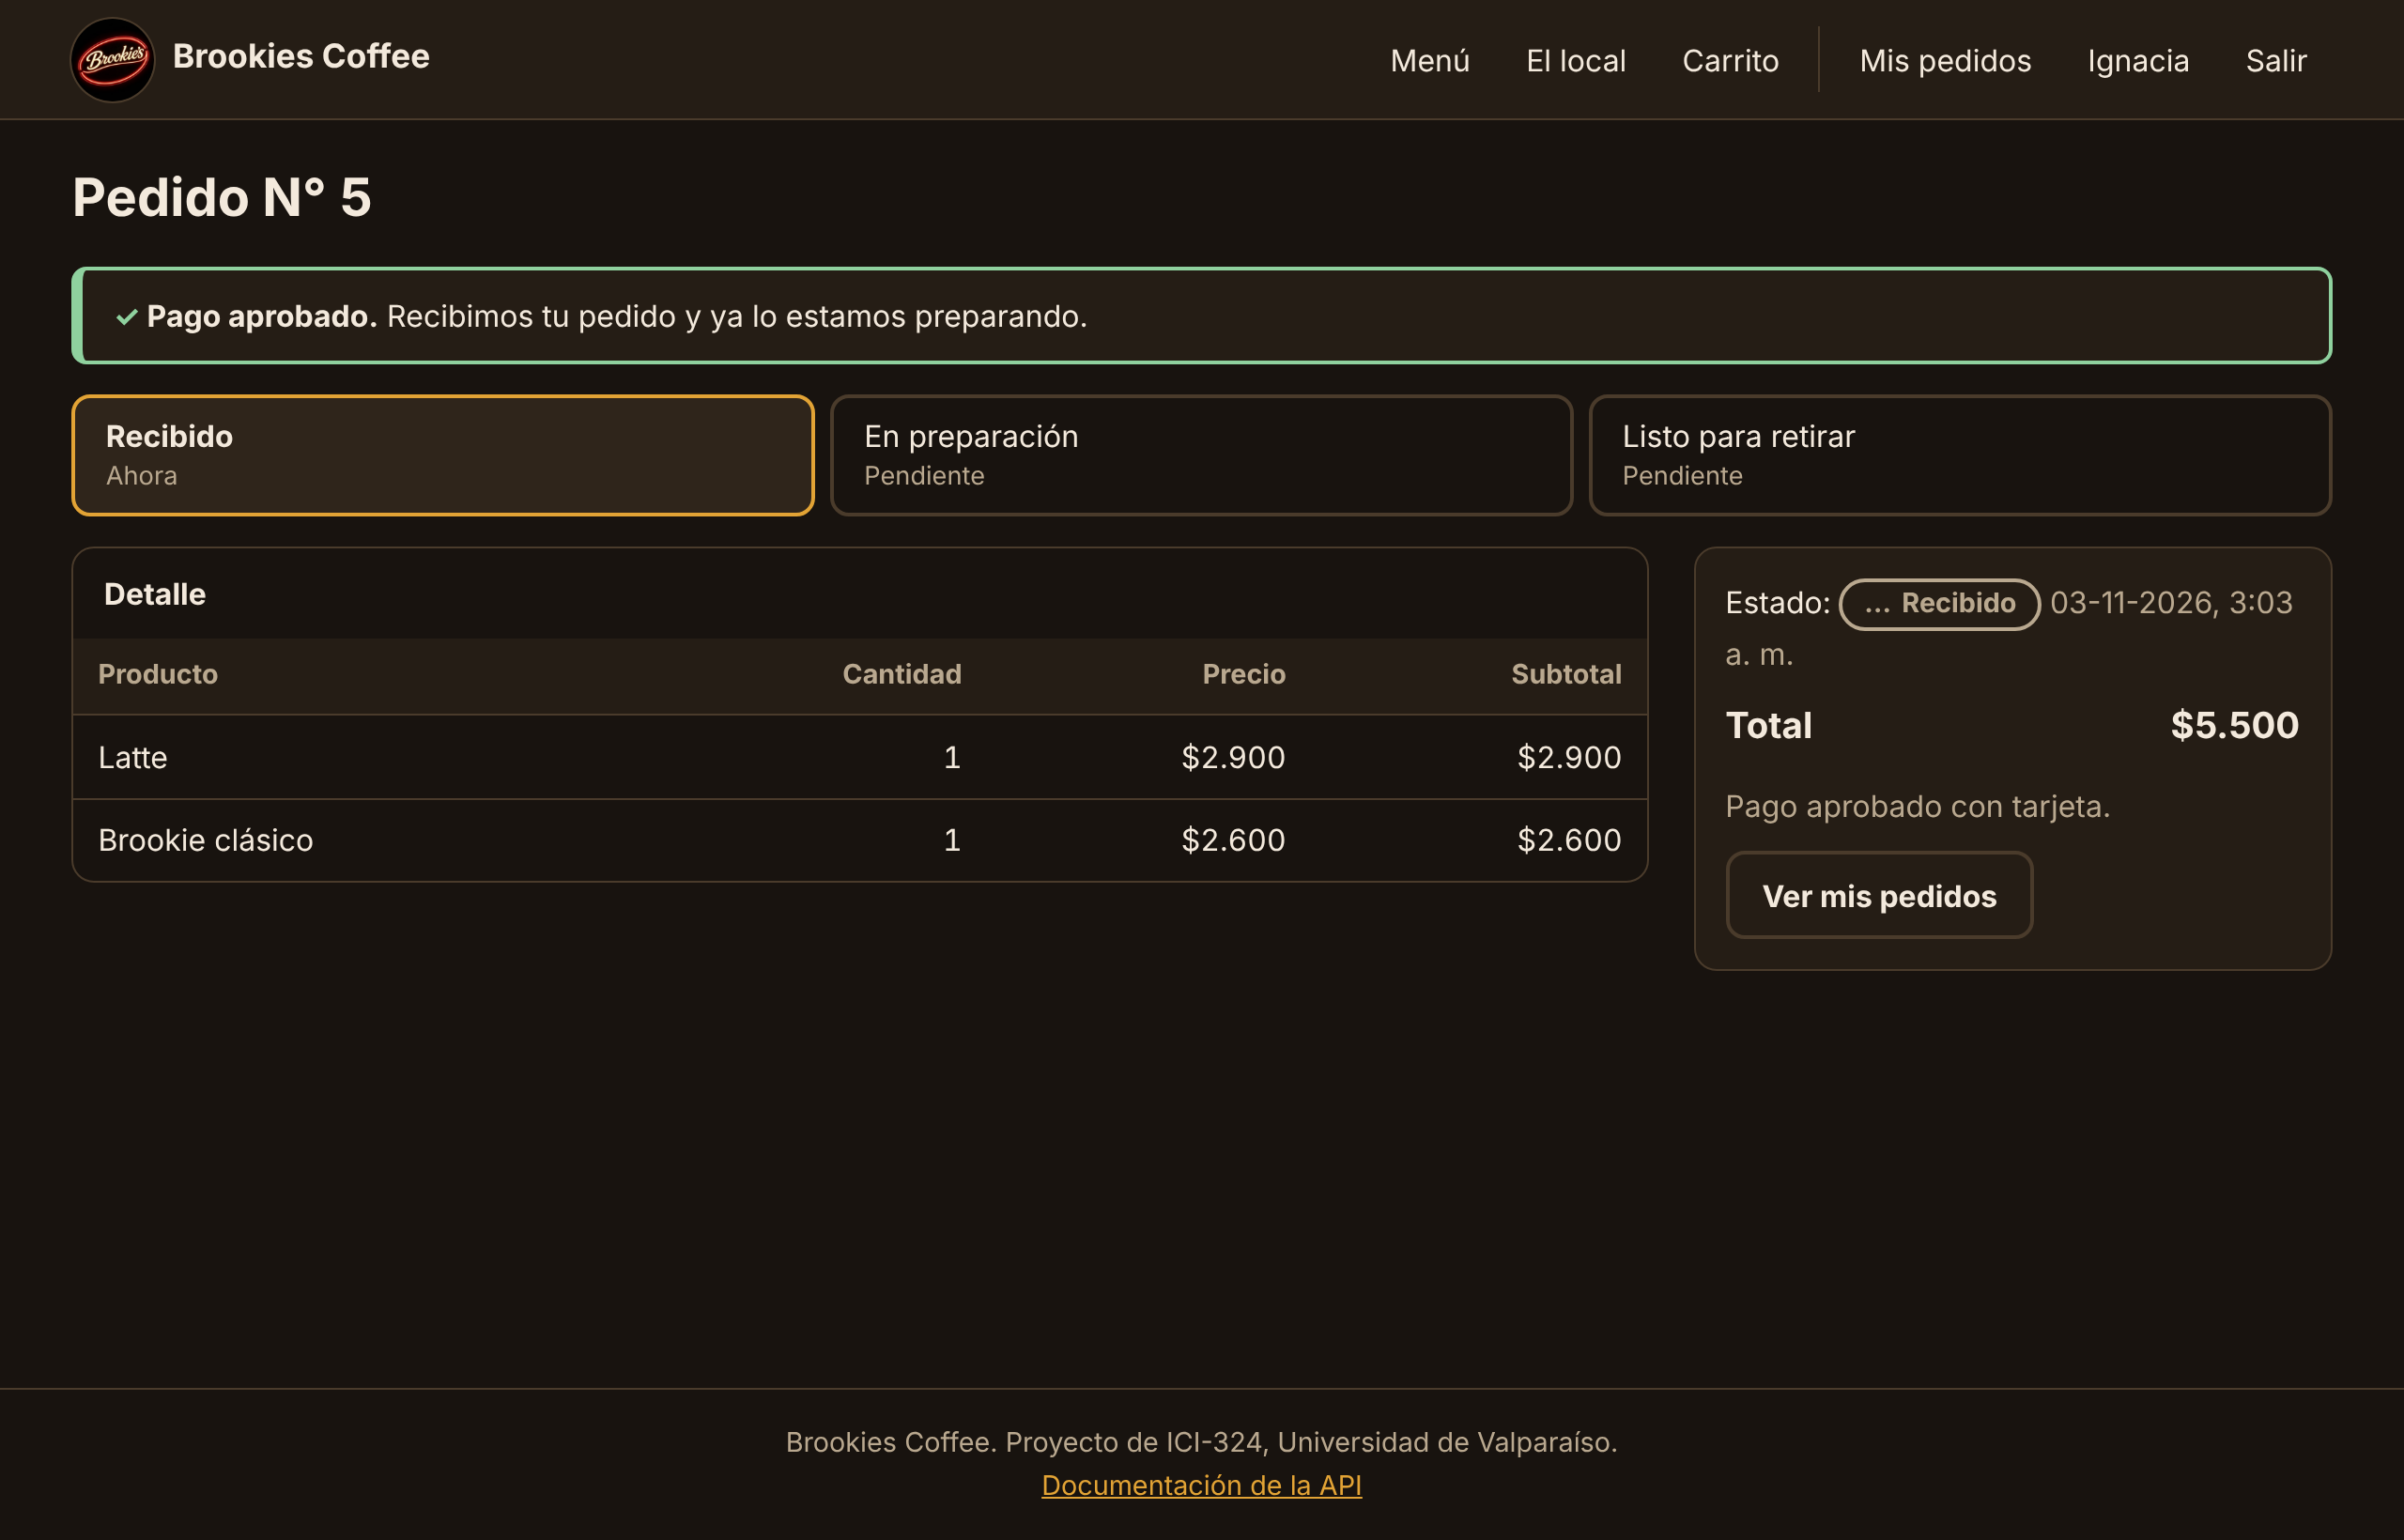 Brookies
Brookies Coffee
Menú
El local
Carrito
Mis pedidos
Ignacia
Salir
Pedido N° 5
✓ Pago aprobado. Recibimos tu pedido y ya lo estamos preparando.
Recibido
Ahora
En preparación
Pendiente
Listo para retirar
Pendiente
Detalle
Producto Cantidad Precio Subtotal
Latte 1 $2.900 $2.900
Brookie clásico 1 $2.600 $2.600
Estado: ... Recibido 03-11-2026, 3:03
a. m.
Total $5.500
Pago aprobado con tarjeta.
Ver mis pedidos
Brookies Coffee. Proyecto de ICI-324, Universidad de Valparaíso.
Documentación de la API